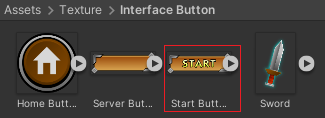 Assets > Texture > Interface Button
START
Home Butt... Server Butt... Start Butt... Sword